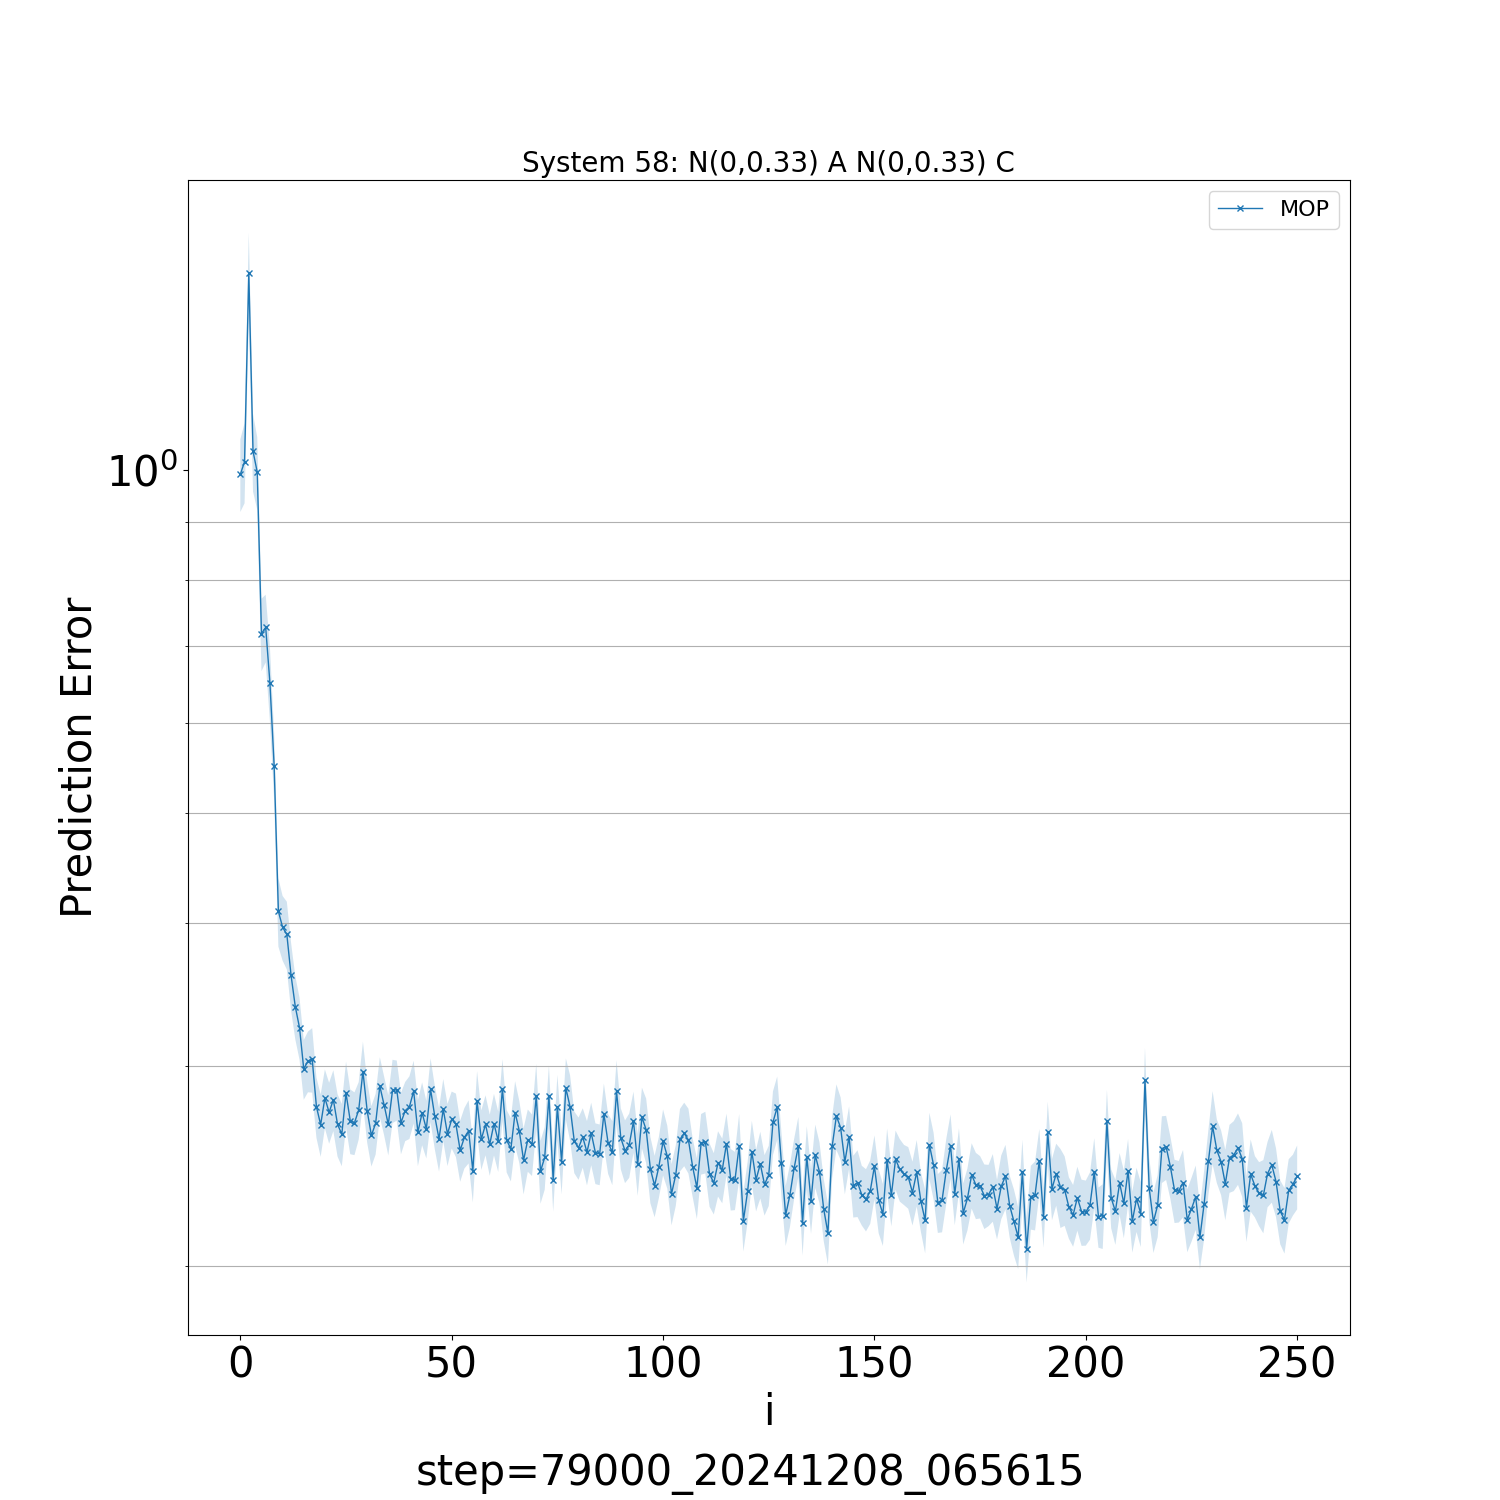 System 58: N(0,0.33) A N(0,0.33) C
MOP
10⁰
Prediction Error
0 50 100 150 200 250
i
step=79000_20241208_065615